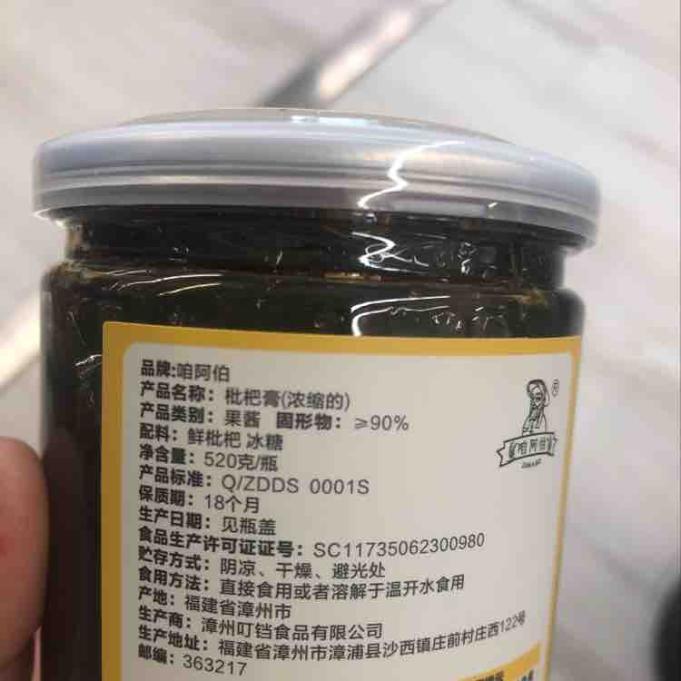 品牌:咱阿伯
产品名称：枇杷膏(浓缩的)
产品类别：果酱 固形物：≥90%
配料：鲜枇杷 冰糖
净含量：520克/瓶
产品标准：Q/ZDDS 0001S
保质期：18个月
生产日期：见瓶盖
食品生产许可证证号：SC11735062300980
贮存方式：阴凉、干燥、避光处
食用方法：直接食用或者溶解于温开水食用
产地：福建省漳州市
生产商：漳州叮铛食品有限公司
生产地址：福建省漳州市漳浦县沙西镇庄前村庄西122号
邮编：363217
咱阿伯
®